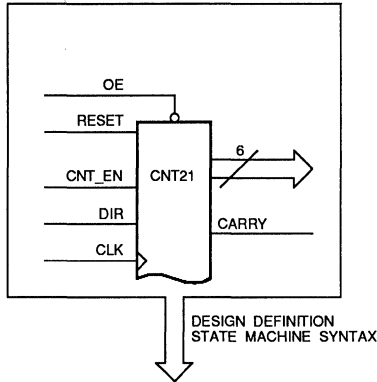 OE
RESET
6
CNT_EN
CNT21
DIR
CARRY
CLK
DESIGN DEFINITION
STATE MACHINE SYNTAX